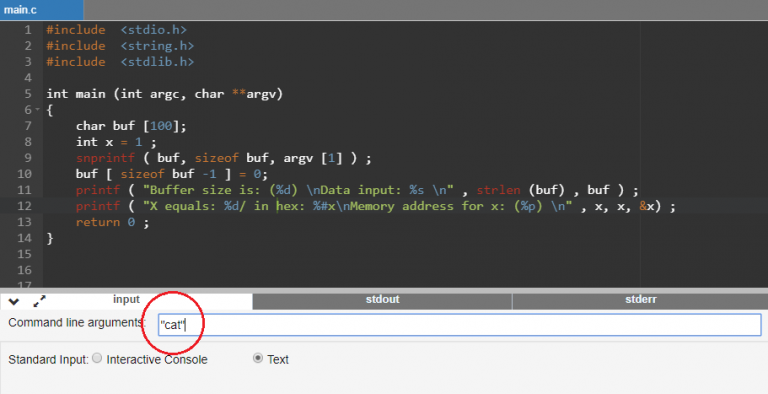 main.c
1 #include <stdio.h>
2 #include <string.h>
3 #include <stdlib.h>
4
5 int main (int argc, char **argv)
6 {
7 char buf [100];
8 int x = 1 ;
9 snprintf ( buf, sizeof buf, argv [1] ) ;
10 buf [ sizeof buf -1 ] = 0;
11 printf ( "Buffer size is: (%d) \nData input: %s \n" , strlen (buf) , buf ) ;
12 printf ( "X equals: %d/ in hex: %#x\nMemory address for x: (%p) \n" , x, x, &x) ;
13 return 0 ;
14 }
15
16
17
input stdout stderr
Command line arguments: "cat"
Standard Input: Interactive Console Text